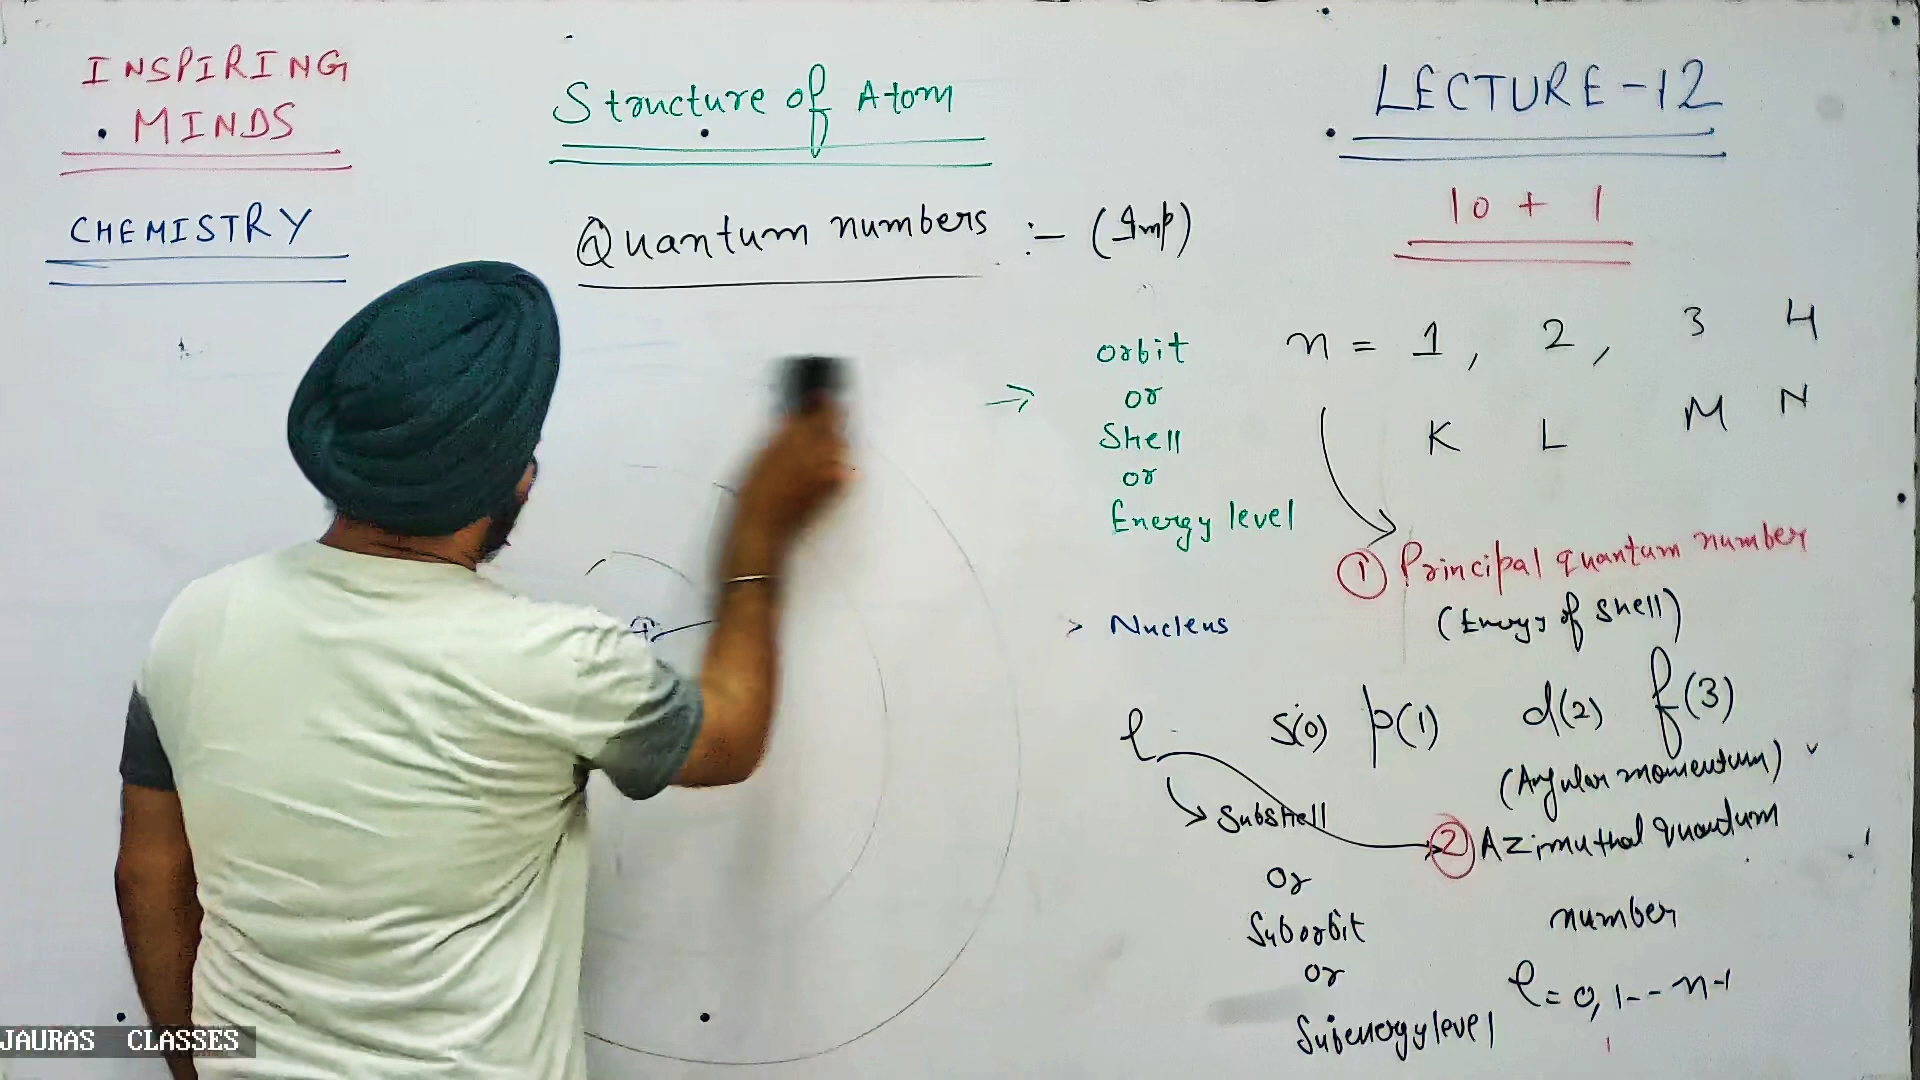 INSPIRING
MINDS
CHEMISTRY
Structure of Atom
Quantum numbers :- (Imp)
LECTURE-12
10 + 1
→ orbit
or
Shell
or
Energy level
n = 1, 2, 3 4
K L M N
① Principal quantum number
(Energy of shell)
> Nucleus
+
l s(0) p(1) d(2) f(3)
(Angular momentum)
② Azimuthal quantum
number
l=0,1--n-1
Subshell
Or
Suborbit
or
Subenergy level
JAURAS CLASSES